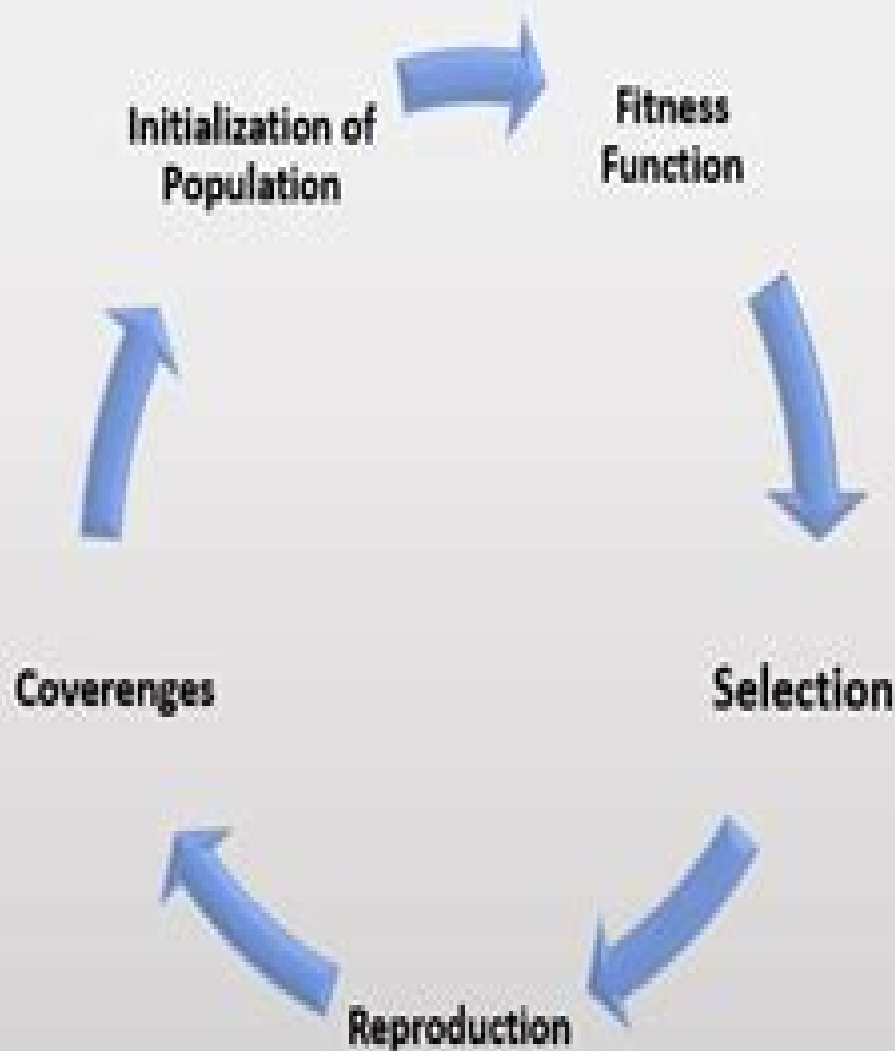 Initialization of
Population
Fitness
Function
Selection
Reproduction
Coverenges